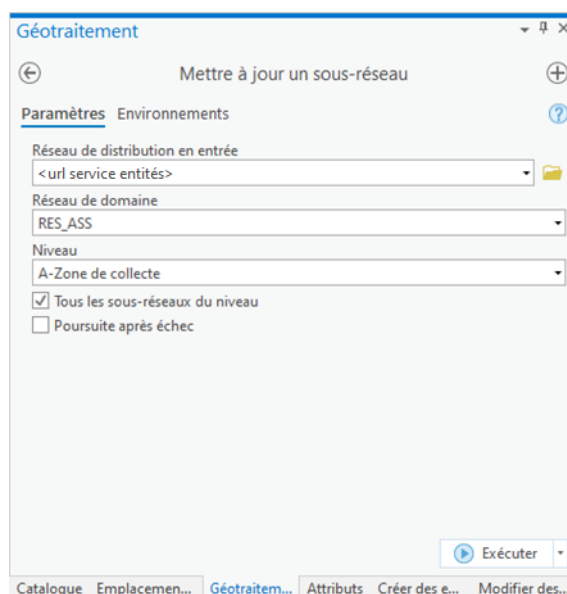 Géotraitement
Mettre à jour un sous-réseau
Paramètres Environnements
Réseau de distribution en entrée
<url service entités>
Réseau de domaine
RES_ASS
Niveau
A-Zone de collecte
Tous les sous-réseaux du niveau
Poursuite après échec
Exécuter
Catalogue Emplacemen... Géotraitem... Attributs Créer des e... Modifier des...